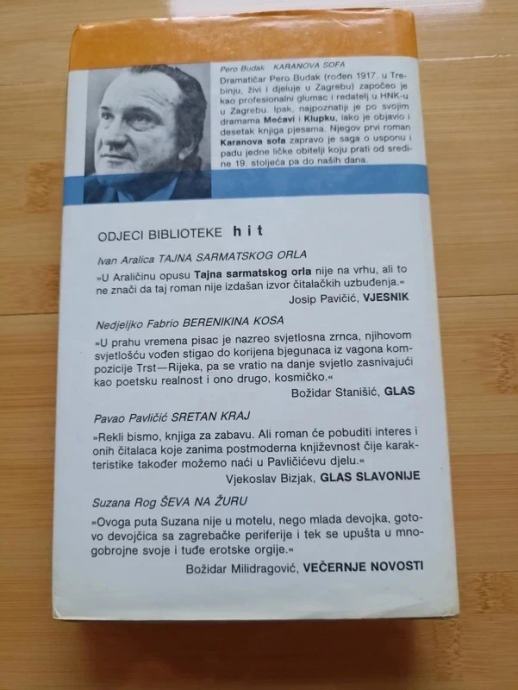 Pero Budak KARANOVA SOFA
Dramatičar Pero Budak (rođen 1917. u Tre-
binju, živi i djeluje u Zagrebu) započeo je
kao profesionalni glumac i redatelj u HNK-u
u Zagrebu. Ipak, najpoznatiji je po svojim
dramama Mećavi i Klupku, iako je objavio i
desetak knjiga pjesama. Njegov prvi roman
Karanova sofa zapravo je saga o usponu i
padu jedne ličke obitelji koju prati od sredi-
ne 19. stoljeća pa do naših dana.
ODJECI BIBLIOTEKE hit
Ivan Aralica TAJNA SARMATSKOG ORLA
»U Araličinu opusu Tajna sarmatskog orla nije na vrhu, ali to
ne znači da taj roman nije izdašan izvor čitalačkih uzbuđenja.«
Josip Pavičić, VJESNIK
Nedjeljko Fabrio BERENIKINA KOSA
»U prahu vremena pisac je nazreo svjetlosna zrnca, njihovom
svjetlošću vođen stigao do korijena bjegunaca iz vagona kom-
pozicije Trst—Rijeka, pa se vratio na danje svjetlo zasnivajući
kao poetsku realnost i ono drugo, kosmičko.«
Božidar Stanišić, GLAS
Pavao Pavličić SRETAN KRAJ
»Rekli bismo, knjiga za zabavu. Ali roman će pobuditi interes i
onih čitalaca koje zanima postmoderna književnost čije karak-
teristike također možemo naći u Pavličićevu djelu.«
Vjekoslav Bizjak, GLAS SLAVONIJE
Suzana Rog ŠEVA NA ŽURU
»Ovoga puta Suzana nije u motelu, nego mlada devojka, goto-
vo devojčica sa zagrebačke periferije i tek se upušta u mno-
gobrojne svoje i tuđe erotske orgije.«
Božidar Milidragović, VEČERNJE NOVOSTI